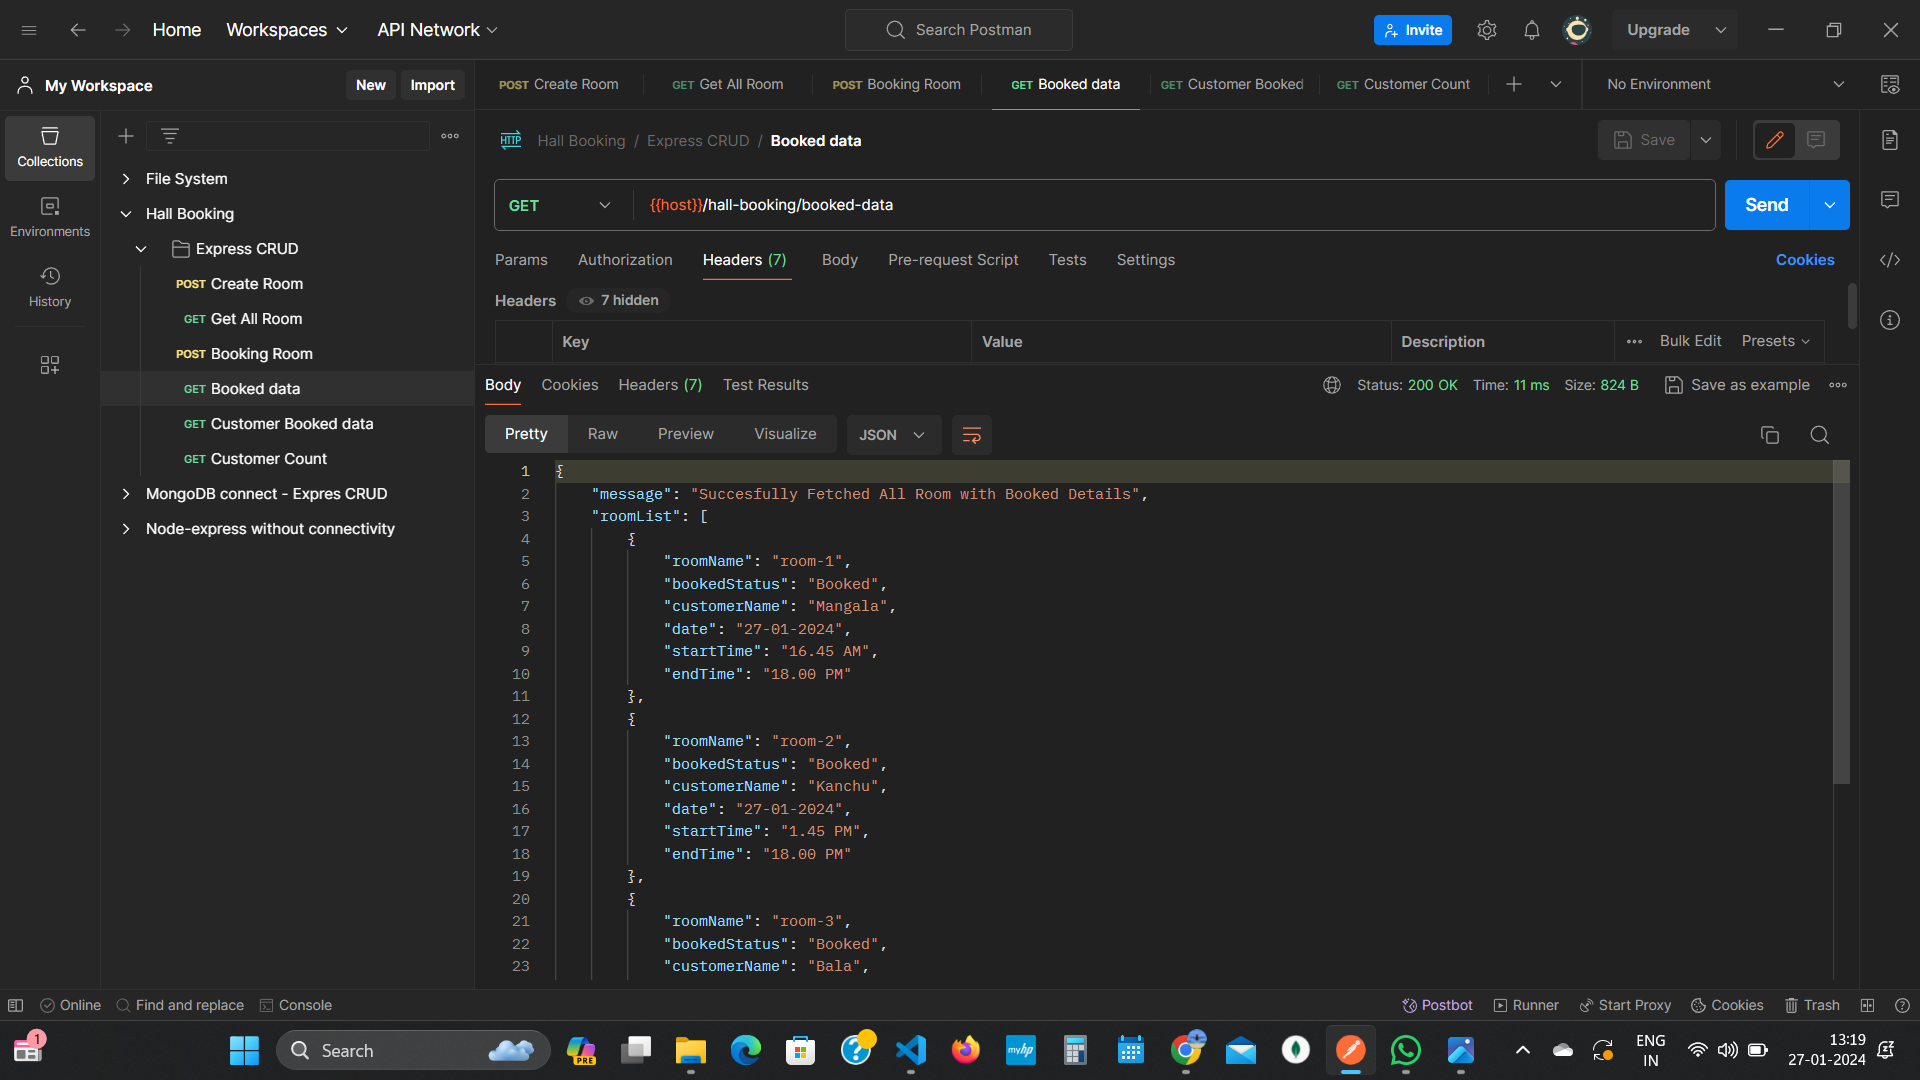 Home
Workspaces
API Network
Search Postman
Invite
Upgrade
My Workspace
New
Import
POST Create Room
GET Get All Room
POST Booking Room
GET Booked data
GET Customer Booked
GET Customer Count
No Environment
Collections
Environments
History
File System
Hall Booking
Express CRUD
POST Create Room
GET Get All Room
POST Booking Room
GET Booked data
GET Customer Booked data
GET Customer Count
MongoDB connect - Expres CRUD
Node-express without connectivity
HTTP Hall Booking / Express CRUD / Booked data
Save
GET
{{host}}/hall-booking/booked-data
Send
Params Authorization Headers (7) Body Pre-request Script Tests Settings
Cookies
Headers 7 hidden
Key Value Description Bulk Edit Presets
Body Cookies Headers (7) Test Results
Status: 200 OK Time: 11 ms Size: 824 B Save as example
Pretty Raw Preview Visualize JSON
1 {
2 "message": "Succesfully Fetched All Room with Booked Details",
3 "roomList": [
4 {
5 "roomName": "room-1",
6 "bookedStatus": "Booked",
7 "customerName": "Mangala",
8 "date": "27-01-2024",
9 "startTime": "16.45 AM",
10 "endTime": "18.00 PM"
11 },
12 {
13 "roomName": "room-2",
14 "bookedStatus": "Booked",
15 "customerName": "Kanchu",
16 "date": "27-01-2024",
17 "startTime": "1.45 PM",
18 "endTime": "18.00 PM"
19 },
20 {
21 "roomName": "room-3",
22 "bookedStatus": "Booked",
23 "customerName": "Bala",
Online Find and replace Console
Postbot Runner Start Proxy Cookies Trash
1
Search
PRE
myhp
ENG
IN
13:19
27-01-2024